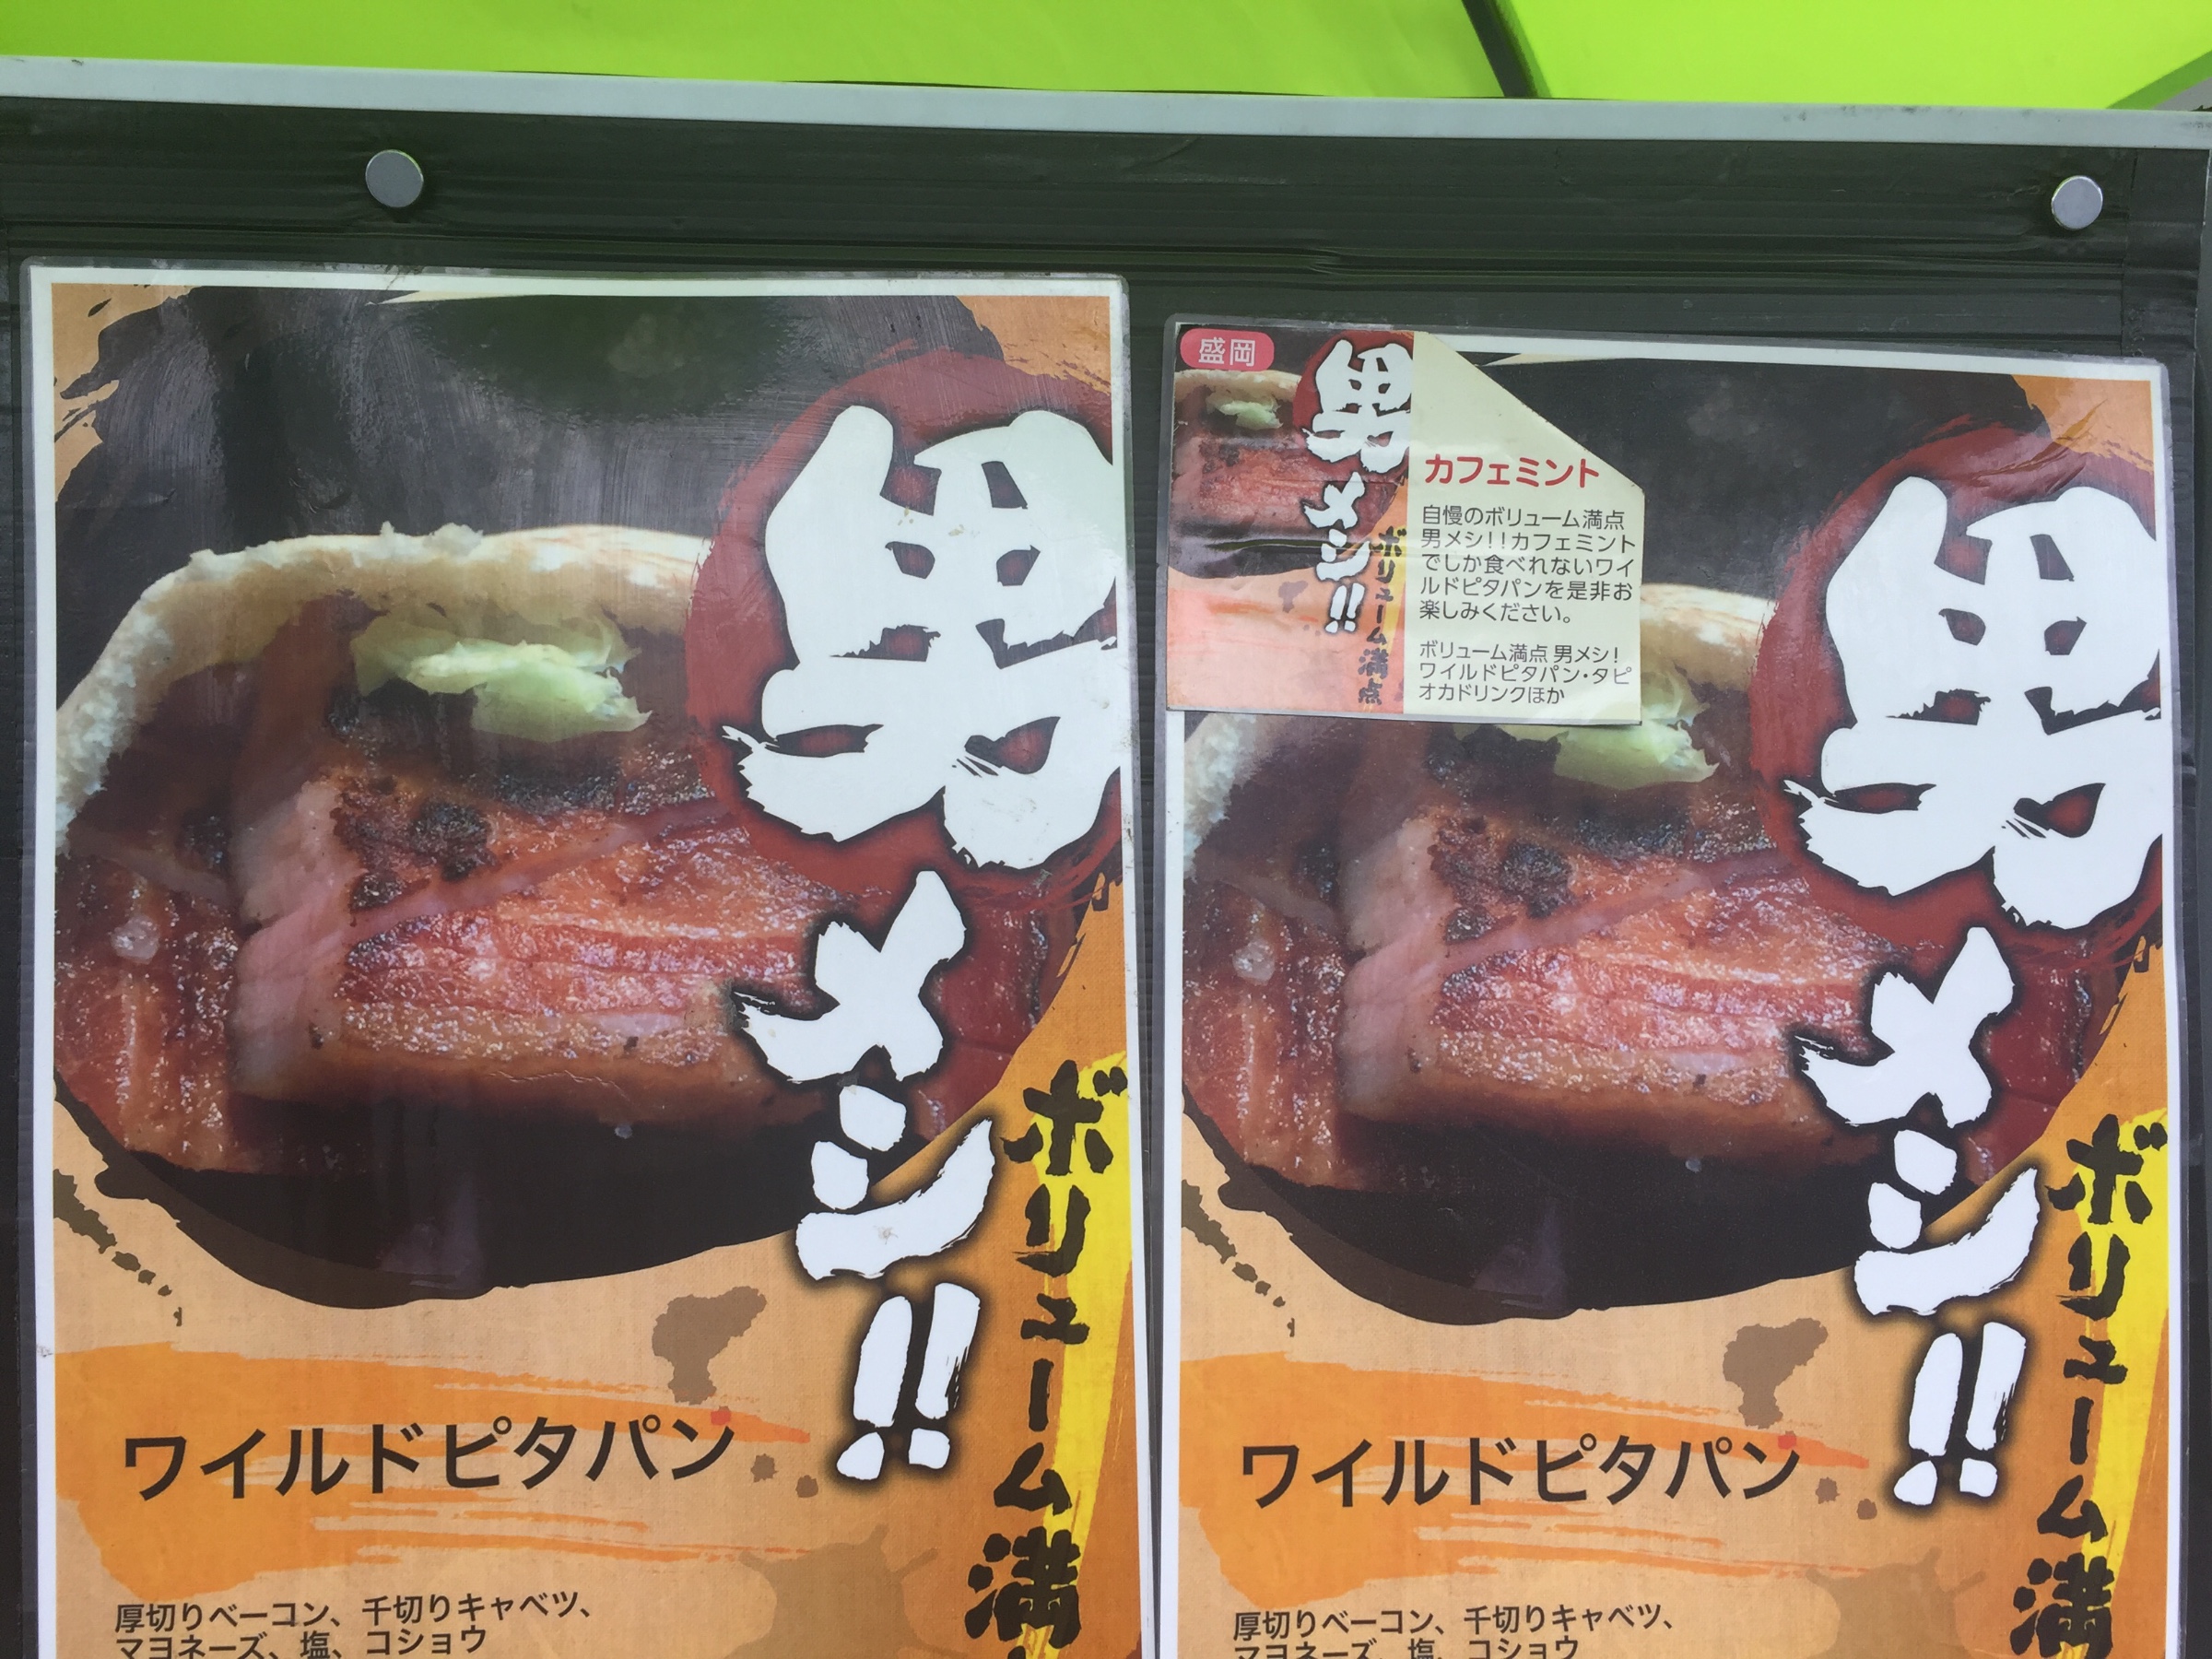 男メシ!!
ボリューム満
ワイルドピタパン
厚切りベーコン、千切りキャベツ、
マヨネーズ、塩、コショウ
盛岡
男メシ!!
ボリューム満点
カフェミント
自慢のボリューム満点
男メシ!!カフェミント
でしか食べれないワイ
ルドピタパンを是非お
楽しみください。
ボリューム満点 男メシ!
ワイルドピタパン・タピ
オカドリンクほか
男メシ!!
ボリューム満
ワイルドピタパン
厚切りベーコン、千切りキャベツ、
マヨネーズ、塩、コショウ